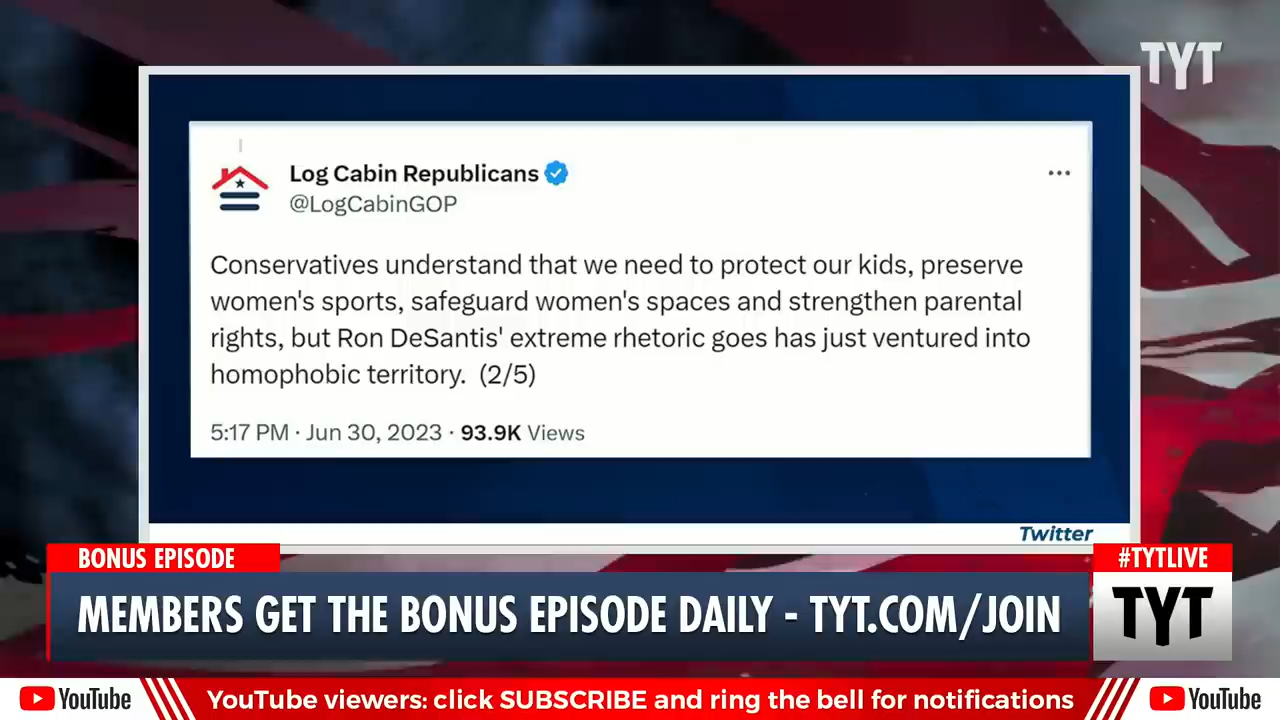 TYT
Log Cabin Republicans
@LogCabinGOP
Conservatives understand that we need to protect our kids, preserve
women's sports, safeguard women's spaces and strengthen parental
rights, but Ron DeSantis' extreme rhetoric goes has just ventured into
homophobic territory.  (2/5)
5:17 PM · Jun 30, 2023 · 93.9K Views
Twitter
BONUS EPISODE
#TYTLIVE
MEMBERS GET THE BONUS EPISODE DAILY - TYT.COM/JOIN
TYT
YouTube
YouTube viewers: click SUBSCRIBE and ring the bell for notifications
YouTube